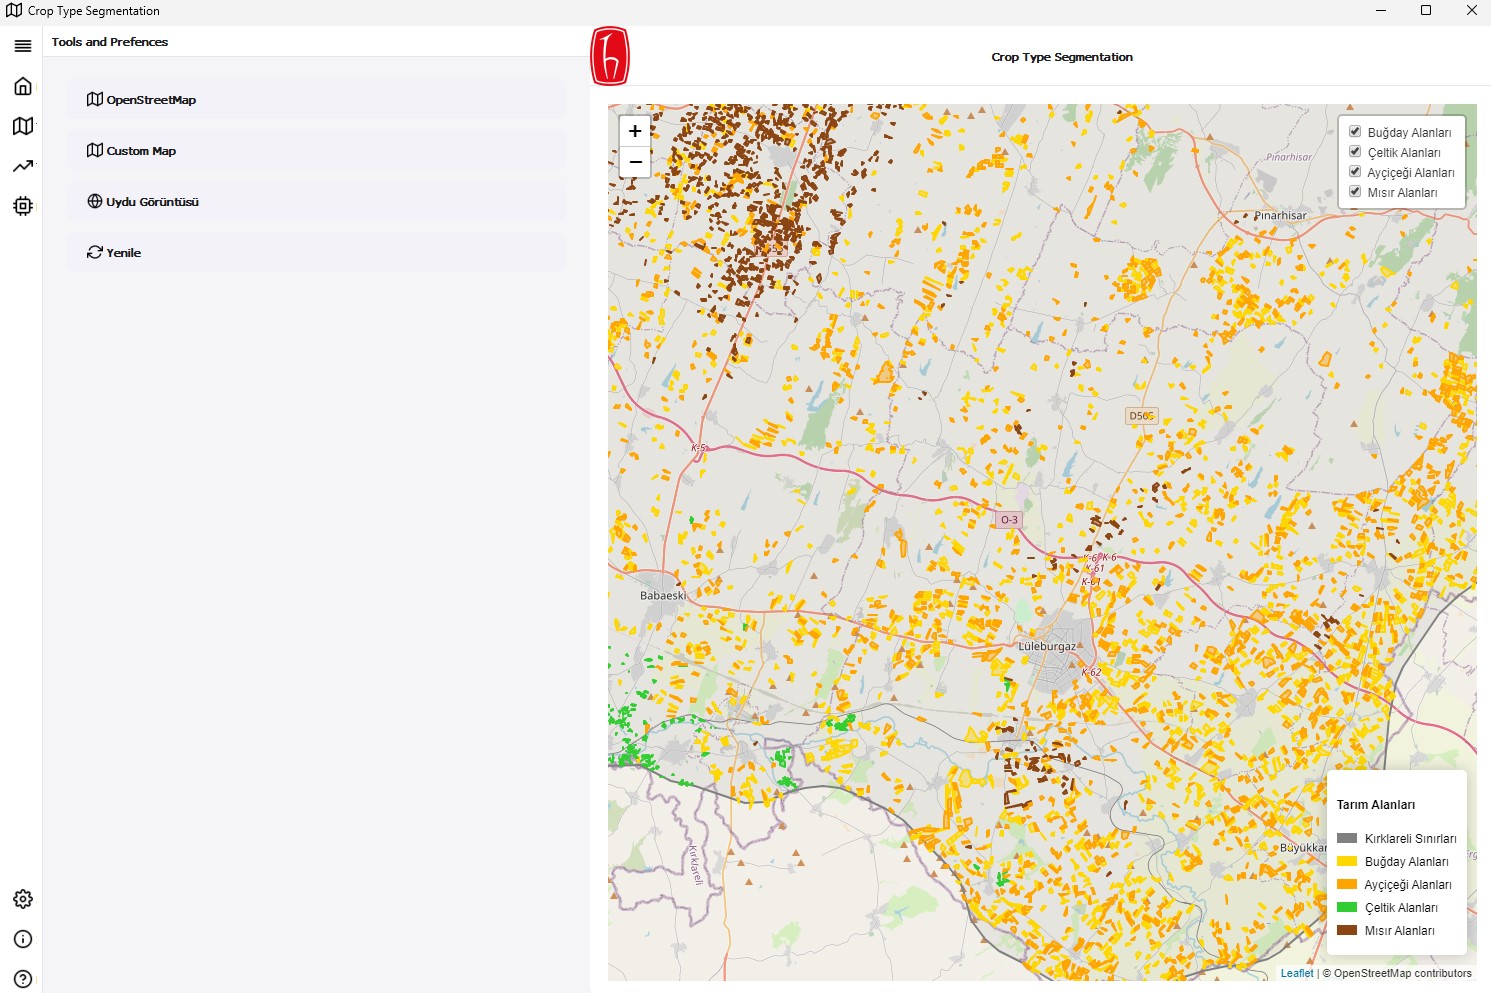 Crop Type Segmentation
Tools and Prefences
OpenStreetMap
Custom Map
Uydu Görüntüsü
Yenile
Crop Type Segmentation
+
−
Buğday Alanları
Çeltik Alanları
Ayçiçeği Alanları
Mısır Alanları
Pınarhisar
Pınarhisar
D565
K-5
O-3
K-6
K-6
K-61
K-61
Babaeski
Lüleburgaz
K-62
Kırklareli
Büyükkar
Tarım Alanları
Kırklareli Sınırları
Buğday Alanları
Ayçiçeği Alanları
Çeltik Alanları
Mısır Alanları
Leaflet | © OpenStreetMap contributors